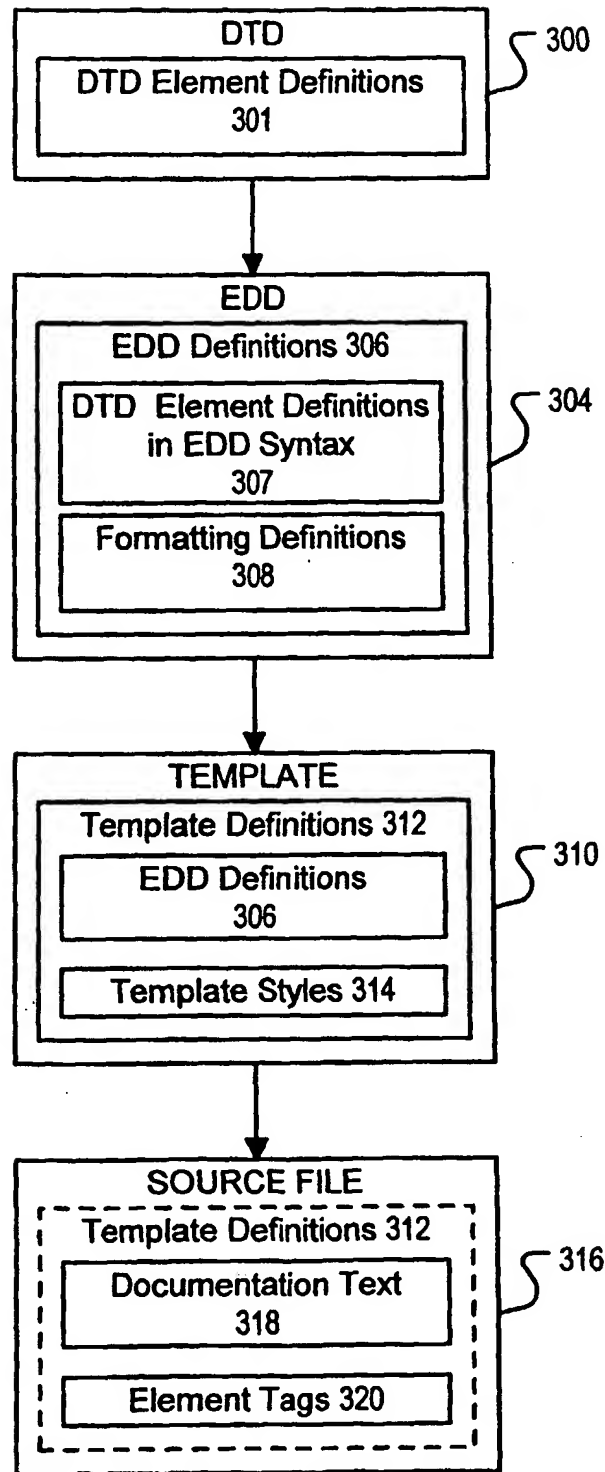 DTD
300
DTD Element Definitions
301
EDD
EDD Definitions 306
304
DTD Element Definitions
in EDD Syntax
307
Formatting Definitions
308
TEMPLATE
Template Definitions 312
310
EDD Definitions
306
Template Styles 314
SOURCE FILE
Template Definitions 312
316
Documentation Text
318
Element Tags 320